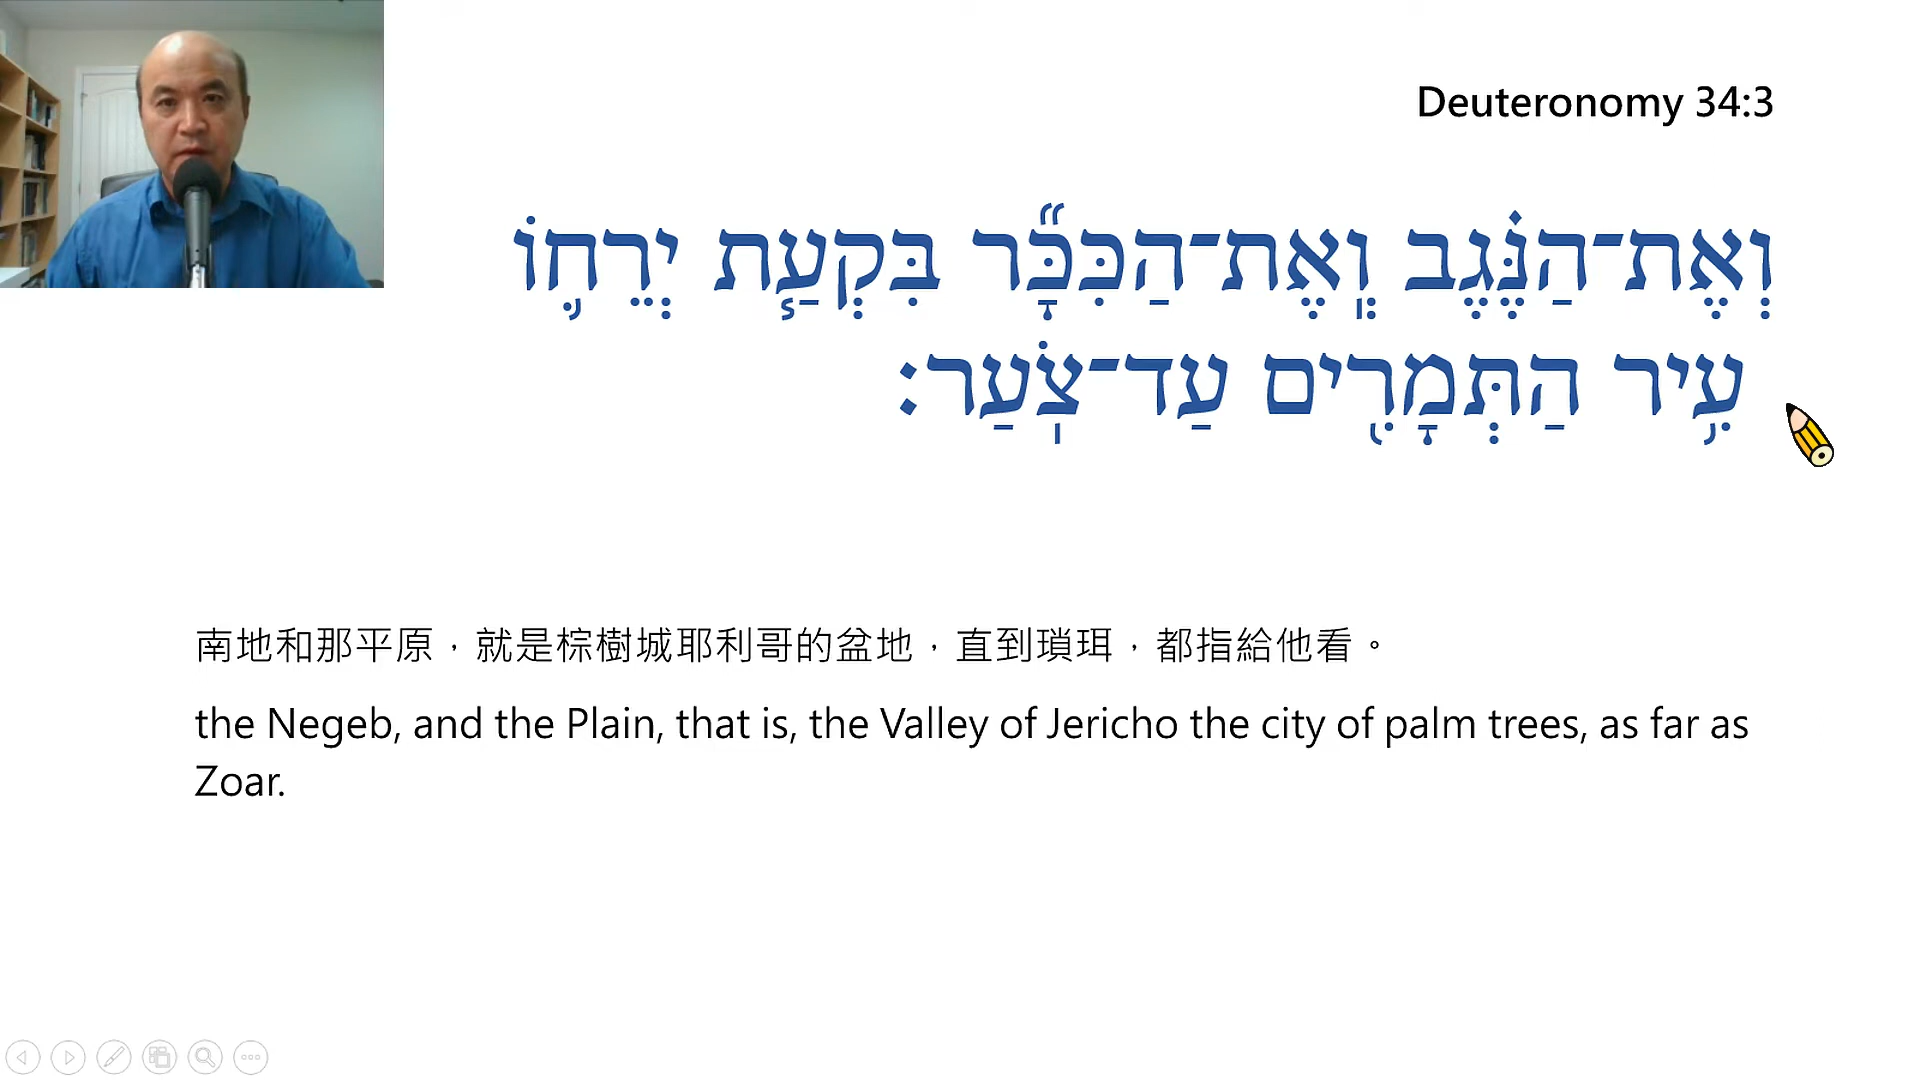 Deuteronomy 34:3
וְאֶת־הַנֶּ֗גֶב וְֽאֶת־הַכִּכָּ֞ר בִּקְעַ֧ת יְרֵח֛וֹ
עִ֥יר הַתְּמָרִ֖ים עַד־צֹֽעַר׃
南地和那平原，就是棕樹城耶利哥的盆地，直到瑣珥，都指給他看。
the Negeb, and the Plain, that is, the Valley of Jericho the city of palm trees, as far as
Zoar.